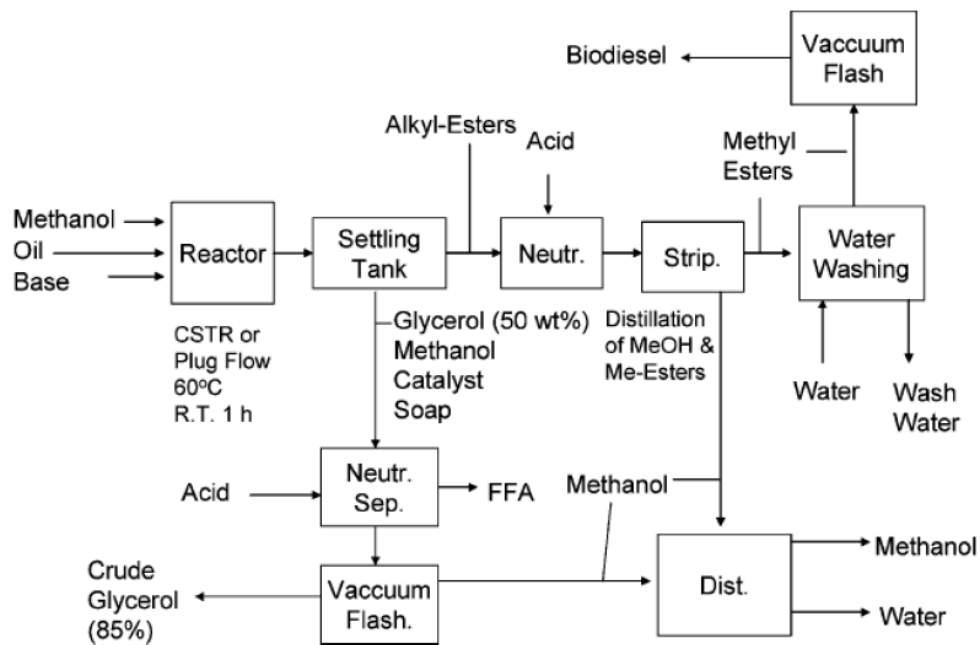 Biodiesel
Vaccuum
Flash
Alkyl-Esters
Acid
Methyl
Esters
Methanol
Oil
Base
Reactor
Settling
Tank
Neutr.
Strip.
Water
Washing
CSTR or
Plug Flow
60ºC
R.T. 1 h
Glycerol (50 wt%)
Methanol
Catalyst
Soap
Distillation
of MeOH &
Me-Esters
Water
Wash
Water
Acid
Neutr.
Sep.
FFA
Methanol
Crude
Glycerol
(85%)
Vaccuum
Flash.
Dist.
Methanol
Water